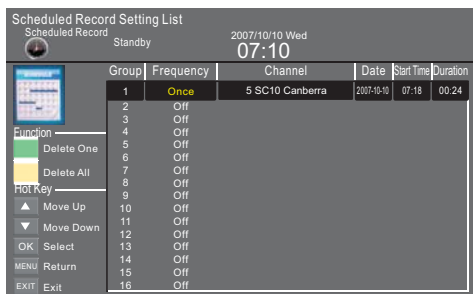 Scheduled Record Setting List
Scheduled Record
Standby
2007/10/10 Wed
07:10
SCHEDULE
Group Frequency Channel Date Start Time Duration
1 Once 5 SC10 Canberra 2007-10-10 07:18 00:24
2 Off
3 Off
4 Off
5 Off
6 Off
7 Off
8 Off
9 Off
10 Off
11 Off
12 Off
13 Off
14 Off
15 Off
16 Off
Function
Delete One
Delete All
Hot Key
Move Up
Move Down
OK Select
MENU Return
EXIT Exit